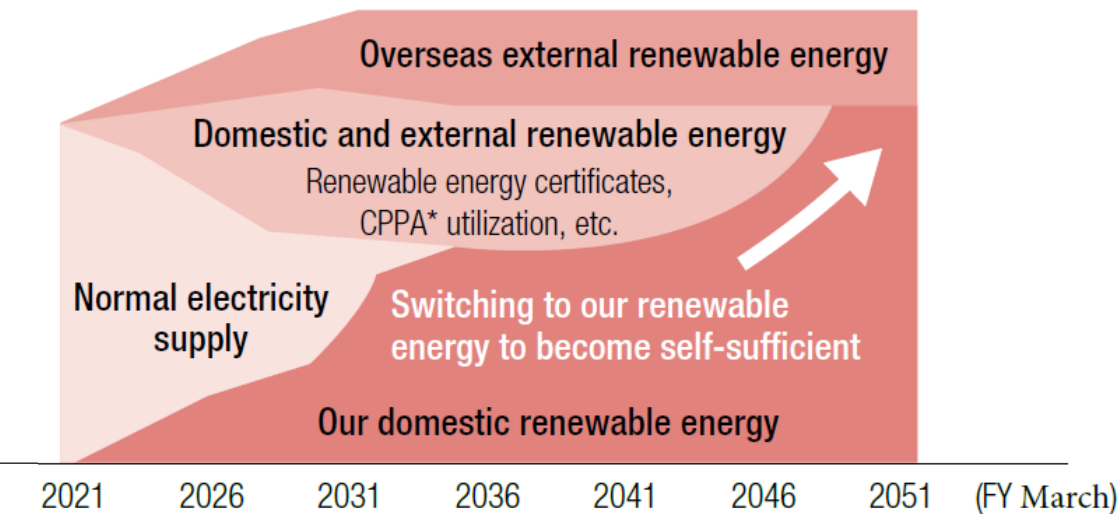 Overseas external renewable energy
Domestic and external renewable energy
Renewable energy certificates,
CPPA* utilization, etc.
Normal electricity
supply
Switching to our renewable
energy to become self-sufficient
Our domestic renewable energy
2021 2026 2031 2036 2041 2046 2051 (FY March)